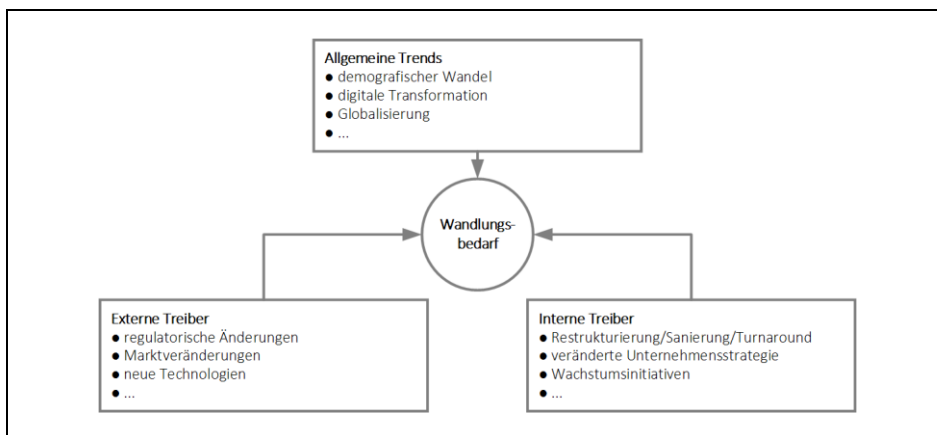 Allgemeine Trends
● demografischer Wandel
● digitale Transformation
● Globalisierung
● ...
Wandlungs-
bedarf
Externe Treiber
● regulatorische Änderungen
● Marktveränderungen
● neue Technologien
● ...
Interne Treiber
● Restrukturierung/Sanierung/Turnaround
● veränderte Unternehmensstrategie
● Wachstumsinitiativen
● ...